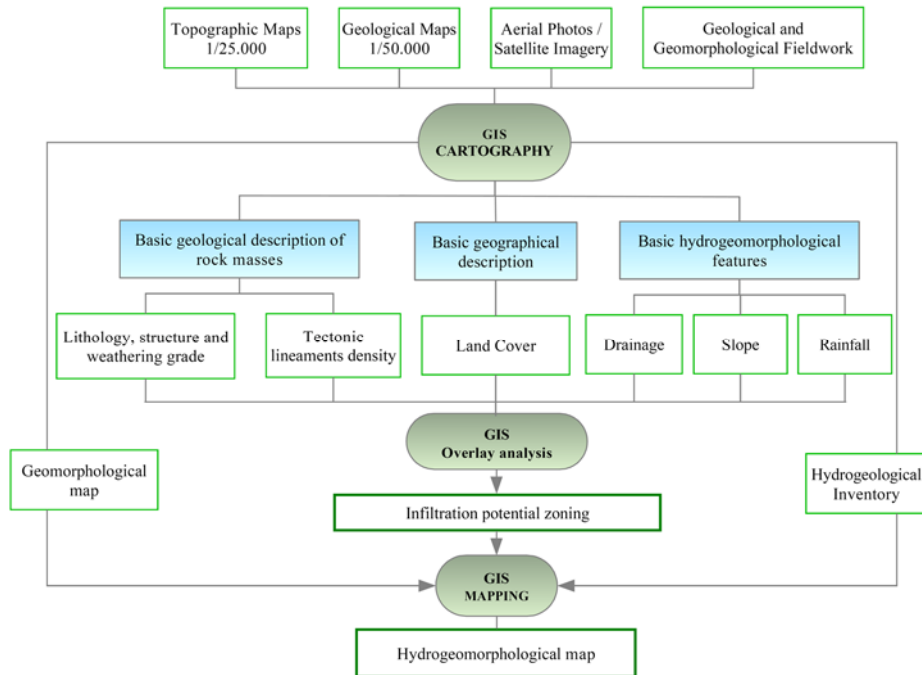 Topographic Maps
1/25.000
Geological Maps
1/50.000
Aerial Photos /
Satellite Imagery
Geological and
Geomorphological Fieldwork
GIS
CARTOGRAPHY
Basic geological description of
rock masses
Basic geographical
description
Basic hydrogeomorphological
features
Lithology, structure and
weathering grade
Tectonic
lineaments density
Land Cover
Drainage
Slope
Rainfall
GIS
Overlay analysis
Geomorphological
map
Hydrogeological
Inventory
Infiltration potential zoning
GIS
MAPPING
Hydrogeomorphological map